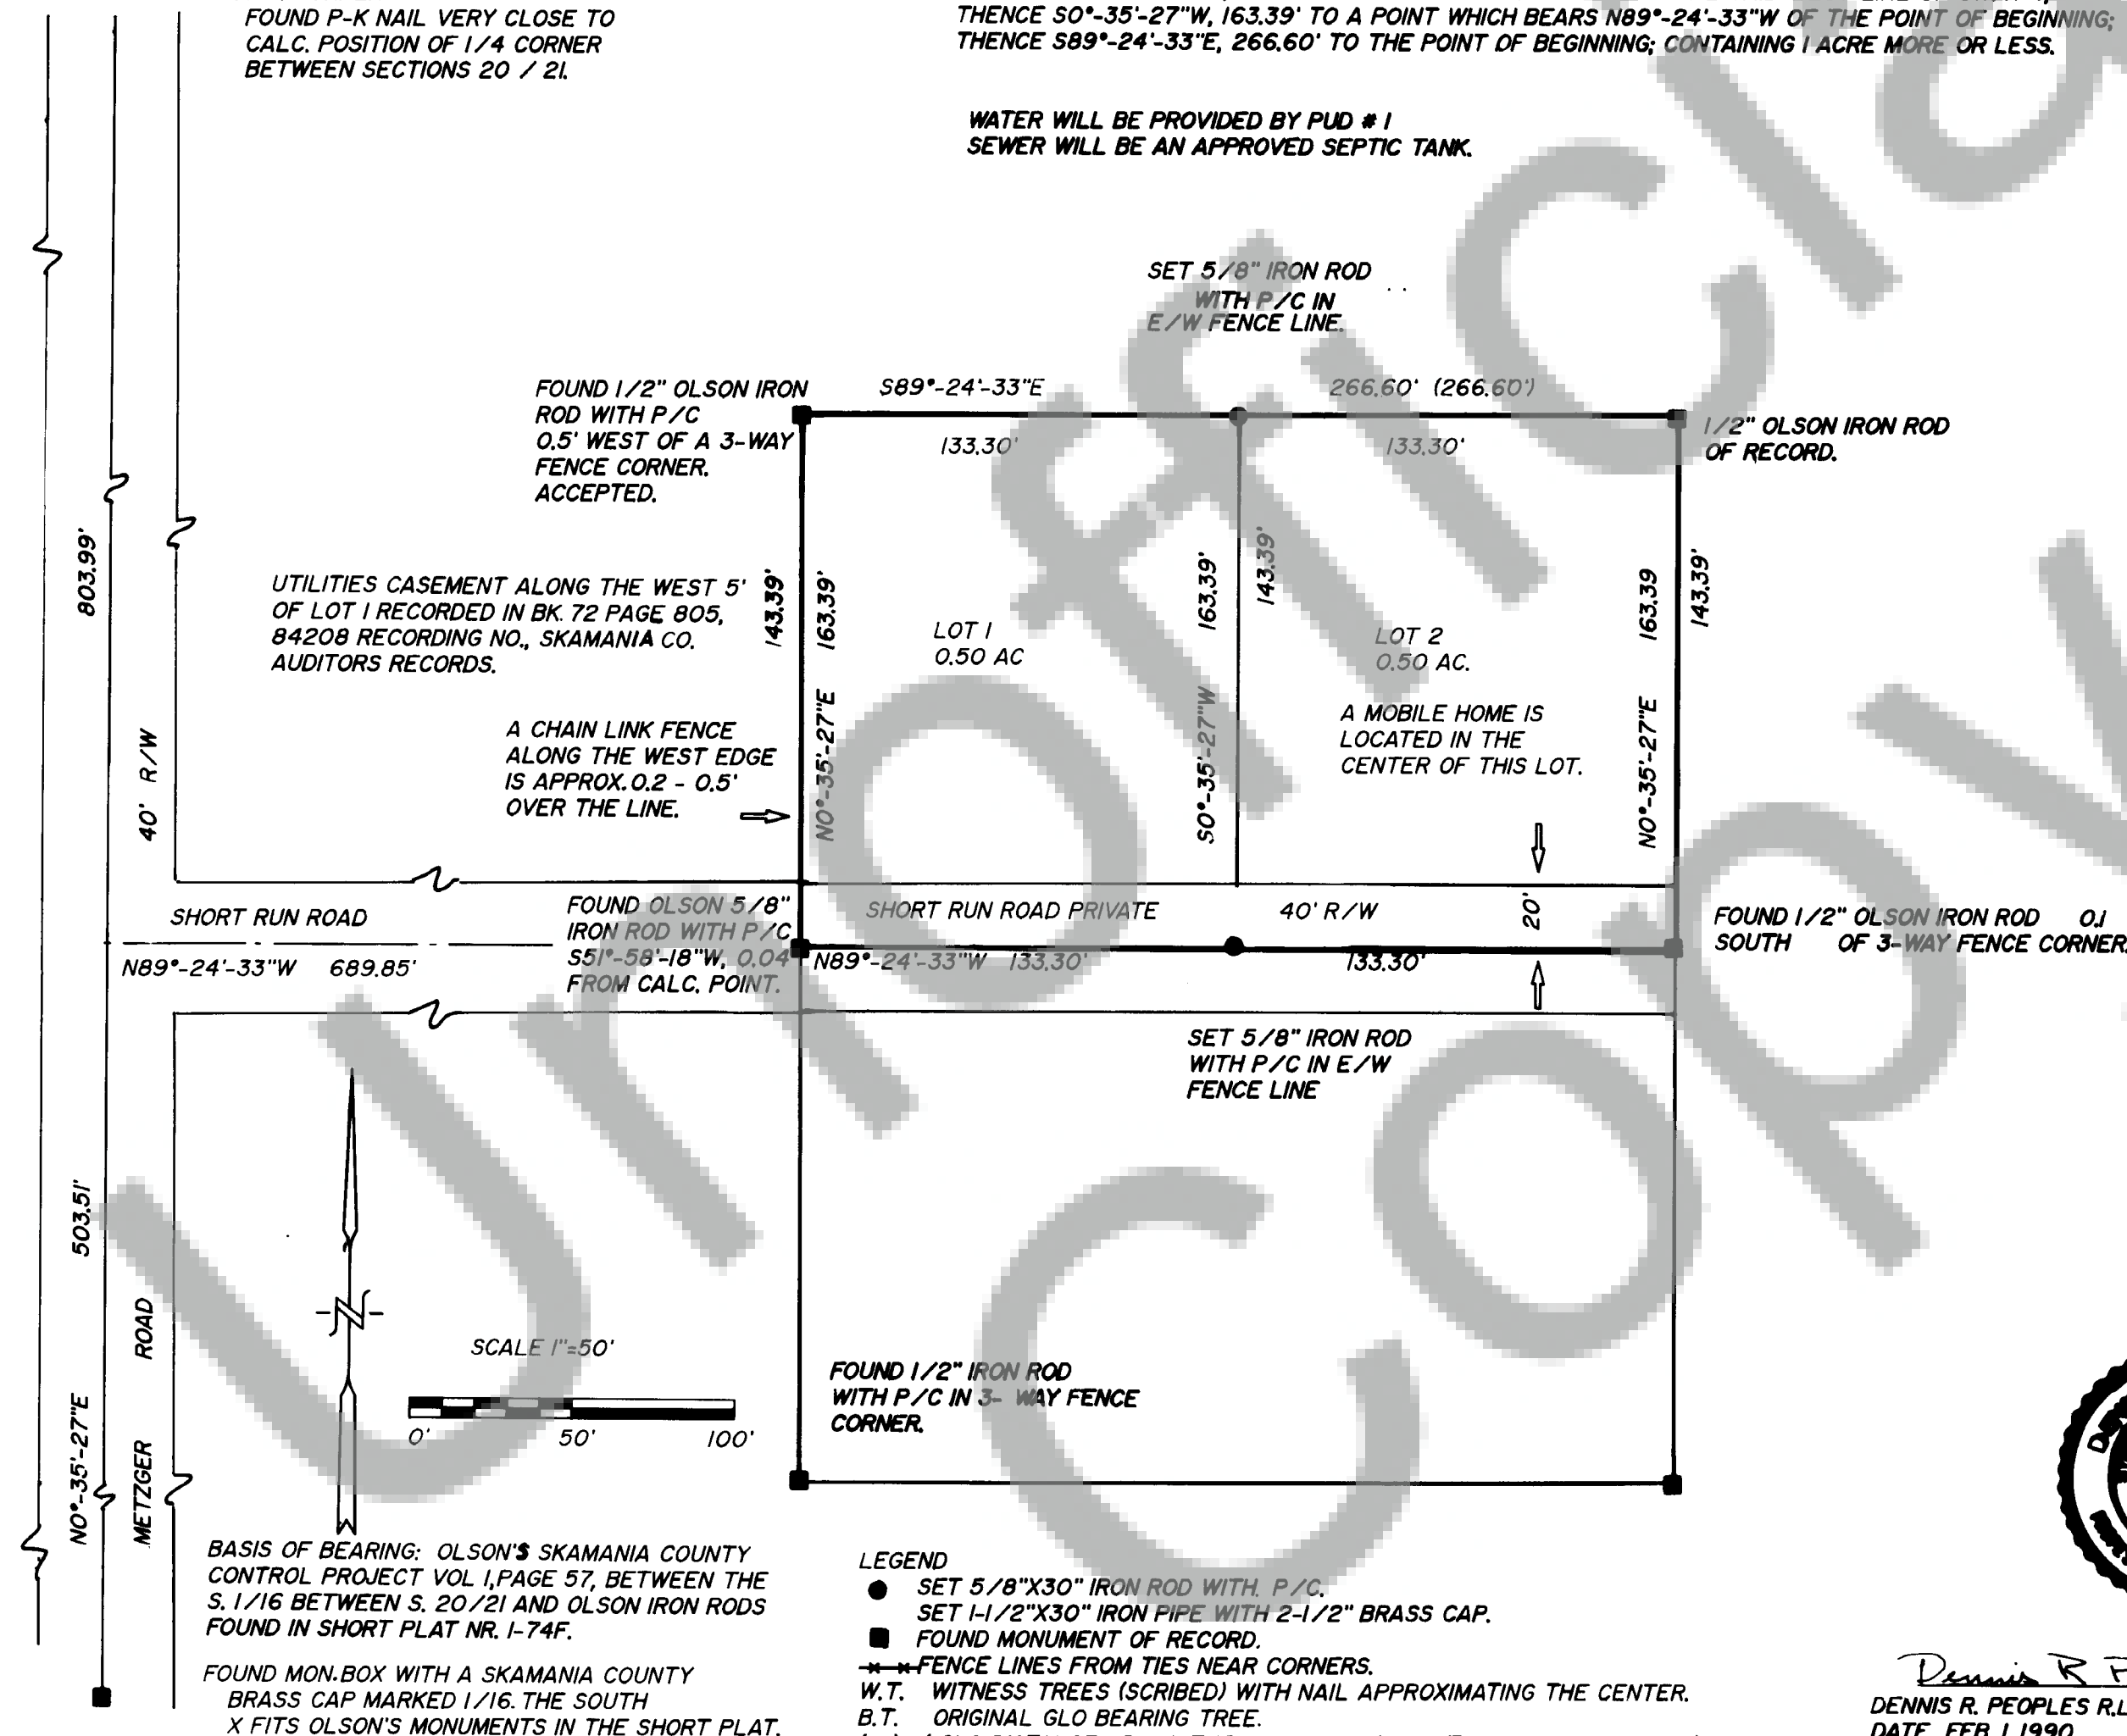 FOUND P-K NAIL VERY CLOSE TO
CALC. POSITION OF 1/4 CORNER
BETWEEN SECTIONS 20 / 21.
THENCE S0°-35'-27"W, 163.39' TO A POINT WHICH BEARS N89°-24'-33"W OF THE POINT OF BEGINNING;
THENCE S89°-24'-33"E, 266.60' TO THE POINT OF BEGINNING; CONTAINING 1 ACRE MORE OR LESS.
WATER WILL BE PROVIDED BY PUD # 1
SEWER WILL BE AN APPROVED SEPTIC TANK.
SET 5/8" IRON ROD
WITH P/C IN
E/W FENCE LINE.
FOUND 1/2" OLSON IRON
ROD WITH P/C
0.5' WEST OF A 3-WAY
FENCE CORNER.
ACCEPTED.
S89°-24'-33"E
266.60' (266.60')
133.30'
133.30'
1/2" OLSON IRON ROD
OF RECORD.
803.99'
UTILITIES CASEMENT ALONG THE WEST 5'
OF LOT 1 RECORDED IN BK. 72 PAGE 805,
84208 RECORDING NO., SKAMANIA CO.
AUDITORS RECORDS.
143.39'
163.39'
LOT 1
0.50 AC
163.39'
143.39'
LOT 2
0.50 AC.
163.39
143.39'
A CHAIN LINK FENCE
ALONG THE WEST EDGE
IS APPROX. 0.2 - 0.5'
OVER THE LINE.
N0°-35'-27"E
S0°-35'-27"W
A MOBILE HOME IS
LOCATED IN THE
CENTER OF THIS LOT.
N0°-35'-27"E
40' R/W
SHORT RUN ROAD
N89°-24'-33"W 689.85'
FOUND OLSON 5/8"
IRON ROD WITH P/C
S51°-58'-18"W, 0.04
FROM CALC. POINT.
SHORT RUN ROAD PRIVATE
40' R/W
20'
N89°-24'-33"W 133.30'
133.30'
FOUND 1/2" OLSON IRON ROD 0.1
SOUTH OF 3-WAY FENCE CORNER.
SET 5/8" IRON ROD
WITH P/C IN E/W
FENCE LINE
503.51'
N0°-35'-27"E
METZGER ROAD
N
SCALE 1"=50'
0' 50' 100'
FOUND 1/2" IRON ROD
WITH P/C IN 3- WAY FENCE
CORNER.
BASIS OF BEARING: OLSON'S SKAMANIA COUNTY
CONTROL PROJECT VOL 1, PAGE 57, BETWEEN THE
S. 1/16 BETWEEN S. 20/21 AND OLSON IRON RODS
FOUND IN SHORT PLAT NR. 1-74F.
FOUND MON. BOX WITH A SKAMANIA COUNTY
BRASS CAP MARKED 1/16. THE SOUTH
X FITS OLSON'S MONUMENTS IN THE SHORT PLAT.
LEGEND
SET 5/8"X30" IRON ROD WITH. P/C.
SET 1-1/2"X30" IRON PIPE WITH 2-1/2" BRASS CAP.
FOUND MONUMENT OF RECORD.
FENCE LINES FROM TIES NEAR CORNERS.
W.T. WITNESS TREES (SCRIBED) WITH NAIL APPROXIMATING THE CENTER.
B.T. ORIGINAL GLO BEARING TREE.
Dennis R
DENNIS R. PEOPLES R.L
DATE FEB 1, 1990
Unofficial
Copy